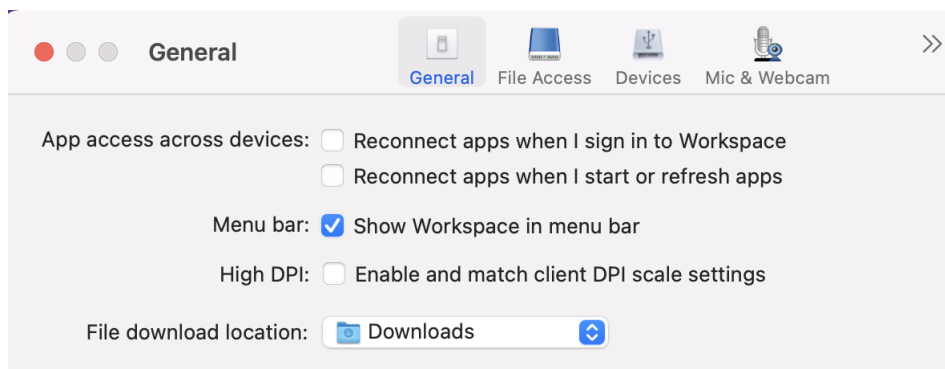 General
General File Access Devices Mic & Webcam
App access across devices: Reconnect apps when I sign in to Workspace
Reconnect apps when I start or refresh apps
Menu bar: Show Workspace in menu bar
High DPI: Enable and match client DPI scale settings
File download location: Downloads